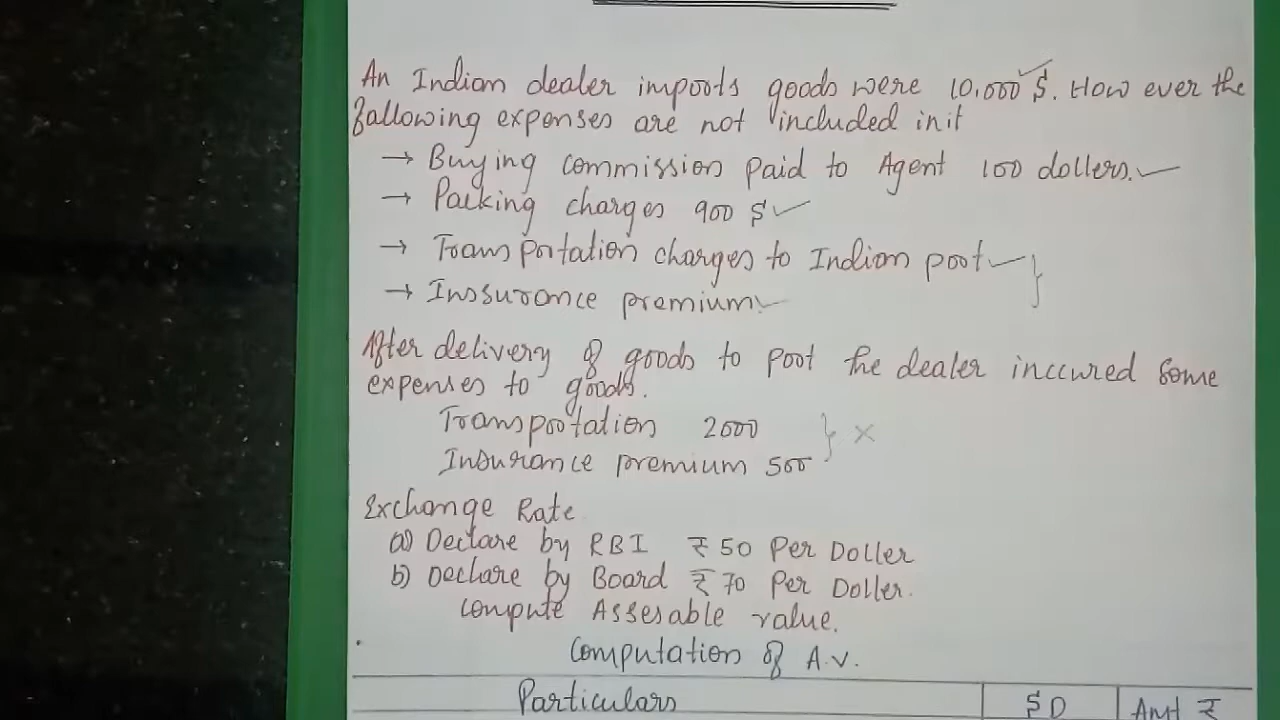 An Indian dealer imports goods were 10,000 $. How ever the
fallowing expenses are not included in it
→ Buying commission paid to Agent 100 dollers.
→ Packing charges 900 $
→ Transportation charges to Indian port
→ Inssurance premium
After delivery of goods to port the dealer inccured some
expenses to goods.
Transportation 2000
Insurance premium 500
Exchange Rate
a) Declare by RBI ₹ 50 Per Doller
b) Declare by Board ₹ 70 Per Doller.
compute Assesable value.
Computation of A.V.
Particulars $ D Amt ₹